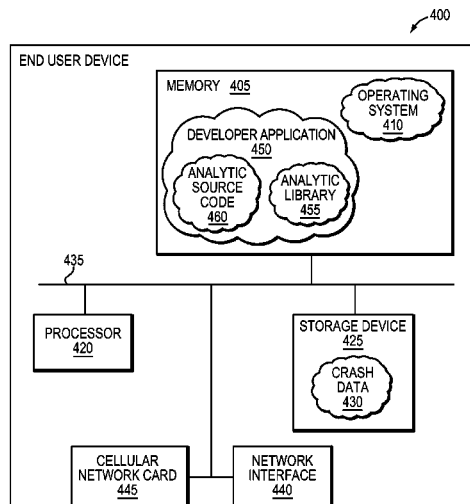 400
END USER DEVICE
MEMORY 405
OPERATING
SYSTEM
410
DEVELOPER APPLICATION
450
ANALYTIC
SOURCE
CODE
460
ANALYTIC
LIBRARY
455
435
PROCESSOR
420
STORAGE DEVICE
425
CRASH
DATA
430
CELLULAR
NETWORK CARD
445
NETWORK
INTERFACE
440